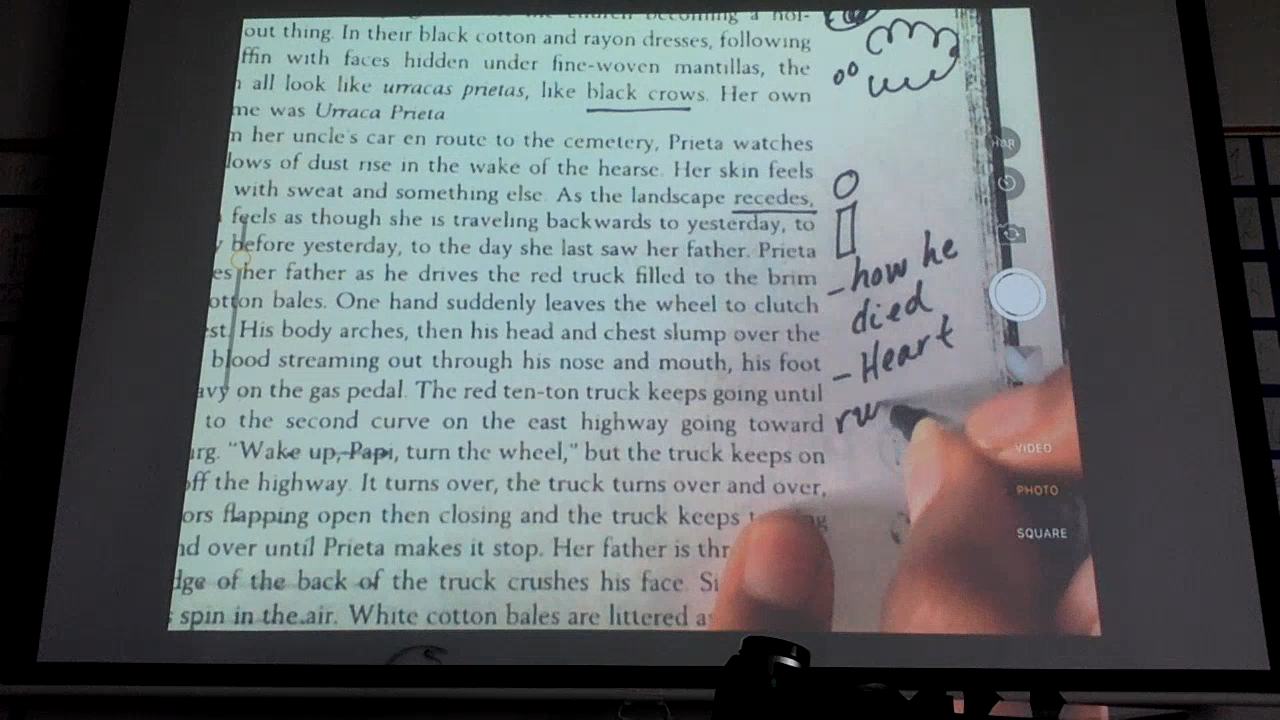 out thing. In their black cotton and rayon dresses, following
ffin with faces hidden under fine-woven mantillas, the
all look like urracas prietas, like black crows. Her own
me was Urraca Prieta
n her uncle's car en route to the cemetery, Prieta watches
lows of dust rise in the wake of the hearse. Her skin feels
with sweat and something else. As the landscape recedes,
feels as though she is traveling backwards to yesterday, to
before yesterday, to the day she last saw her father. Prieta
es her father as he drives the red truck filled to the brim
otton bales. One hand suddenly leaves the wheel to clutch
st. His body arches, then his head and chest slump over the
blood streaming out through his nose and mouth, his foot
avy on the gas pedal. The red ten-ton truck keeps going until
to the second curve on the east highway going toward
rg. "Wake up, Papi, turn the wheel," but the truck keeps on
off the highway. It turns over, the truck turns over and over,
ors flapping open then closing and the truck keeps
nd over until Prieta makes it stop. Her father is thr
dge of the back of the truck crushes his face.
spin in the air. White cotton bales are littered
- how he
died
- Heart
HDR
VIDEO
PHOTO
SQUARE